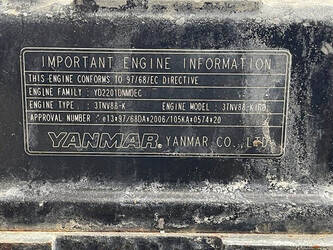 IMPORTANT ENGINE INFORMATION
THIS ENGINE CONFORMS TO 97/68/EC DIRECTIVE
ENGINE FAMILY : YD2201DNMDEC
ENGINE TYPE : 3TNV88-K ENGINE MODEL : 3TNV88-K(RB)
APPROVAL NUMBER : e13*97/68DA*2006/105KA*0574*20
YANMAR YANMAR CO., LTD.